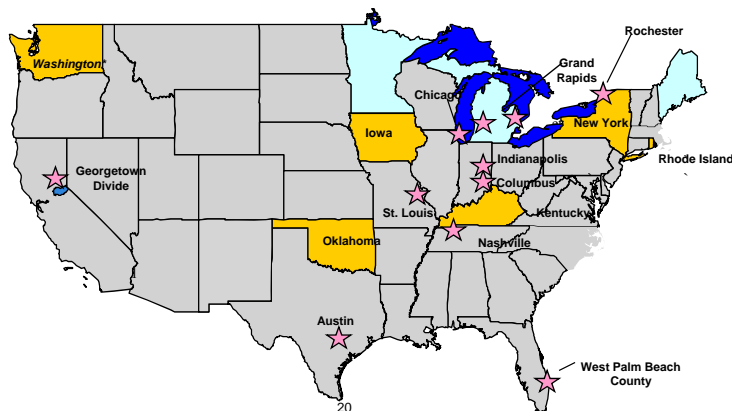 Rochester
Washington*
Grand
Rapids
Chicago
New York
Iowa
Indianapolis
Rhode Island
Georgetown
Divide
Columbus
St. Louis
Kentucky
Nashville
Oklahoma
Austin
West Palm Beach
County
20